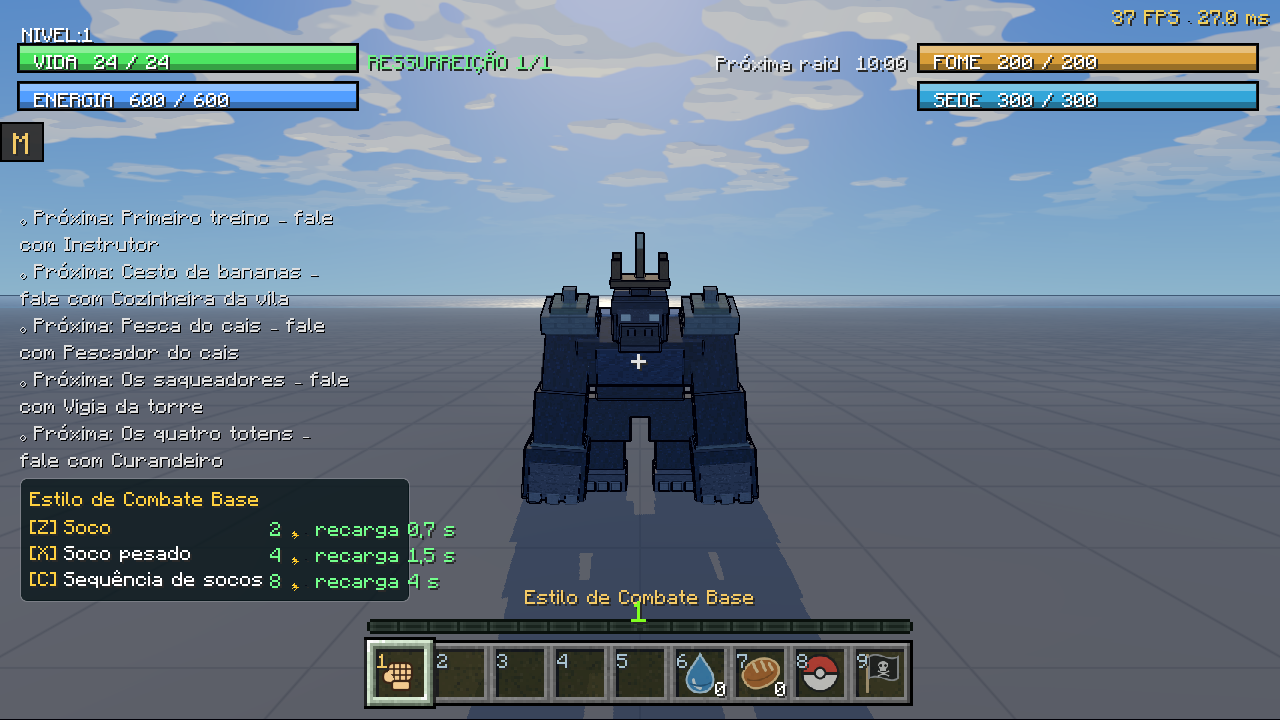 37 FPS · 27.0 ms
NIVEL:1
VIDA 24 / 24
RESSURREIÇÃO 1/1
Próxima raid 10:00
FOME 200 / 200
ENERGIA 600 / 600
SEDE 300 / 300
M
Próxima: Primeiro treino – fale
com Instrutor
Próxima: Cesto de bananas –
fale com Cozinheira da vila
Próxima: Pesca do cais – fale
com Pescador do cais
Próxima: Os saqueadores – fale
com Vigia da torre
Próxima: Os quatro totens –
fale com Curandeiro
Estilo de Combate Base
[Z] Soco 2 recarga 0,7 s
[X] Soco pesado 4 recarga 1,5 s
[C] Sequência de socos 8 recarga 4 s
Estilo de Combate Base
1
1 2 3 4 5 6 7 8 9
0 0